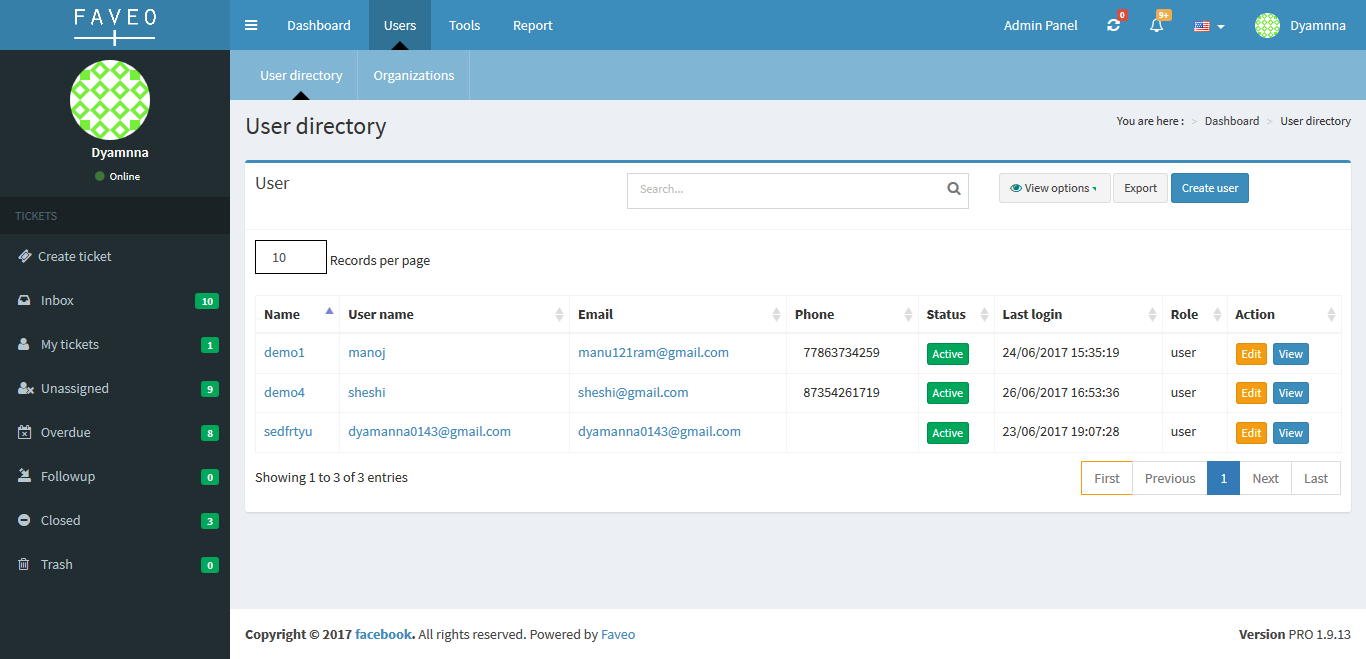 FAVEO
Dashboard Users Tools Report Admin Panel 0 9+ Dyamnna
User directory Organizations
Dyamnna
Online
TICKETS
Create ticket
Inbox 10
My tickets 1
Unassigned 9
Overdue 8
Followup 0
Closed 3
Trash 0
User directory
You are here : > Dashboard > User directory
User
Search...
View options
Export
Create user
10 Records per page
Name User name Email Phone Status Last login Role Action
demo1 manoj manu121ram@gmail.com 77863734259 Active 24/06/2017 15:35:19 user Edit View
demo4 sheshi sheshi@gmail.com 87354261719 Active 26/06/2017 16:53:36 user Edit View
sedfrtyu dyamanna0143@gmail.com dyamanna0143@gmail.com Active 23/06/2017 19:07:28 user Edit View
Showing 1 to 3 of 3 entries
First Previous 1 Next Last
Copyright © 2017 facebook. All rights reserved. Powered by Faveo
Version PRO 1.9.13